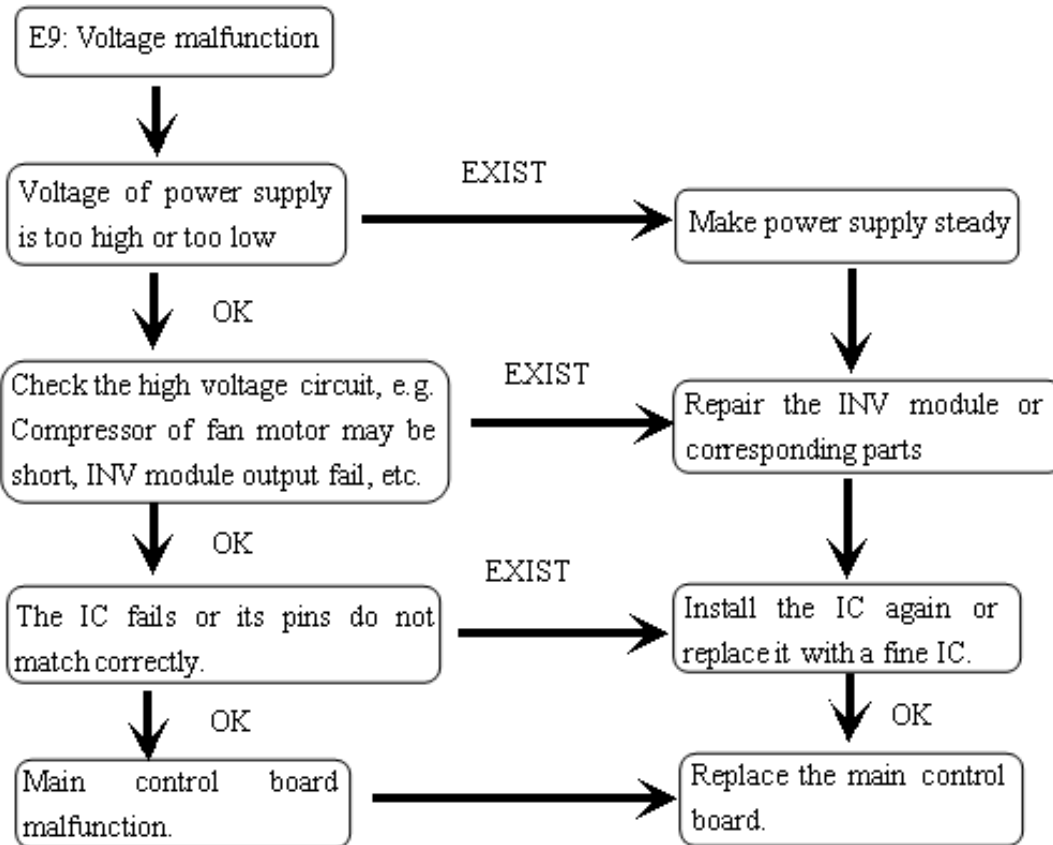 E9: Voltage malfunction
EXIST
Voltage of power supply
is too high or too low
Make power supply steady
OK
Check the high voltage circuit, e.g.
Compressor of fan motor may be
short, INV module output fail, etc.
EXIST
Repair the INV module or
corresponding parts
OK
EXIST
The IC fails or its pins do not
match correctly.
Install the IC again or
replace it with a fine IC.
OK
OK
Main control board
malfunction.
Replace the main control
board.